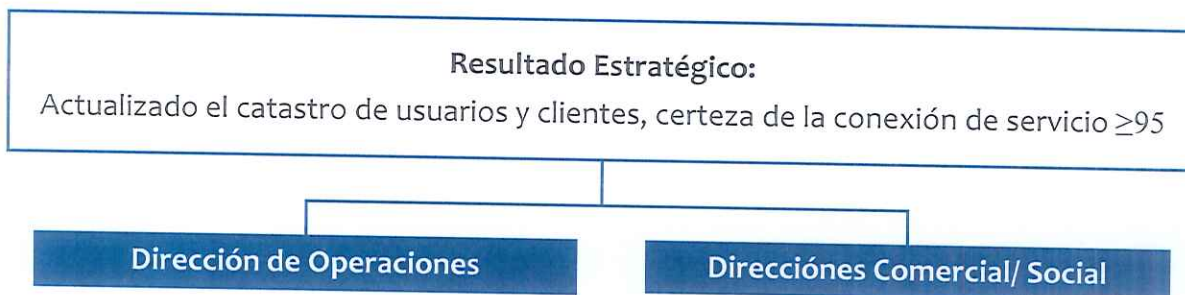 Resultado Estratégico:
Actualizado el catastro de usuarios y clientes, certeza de la conexión de servicio ≥95
Dirección de Operaciones
Direcciónes Comercial/ Social